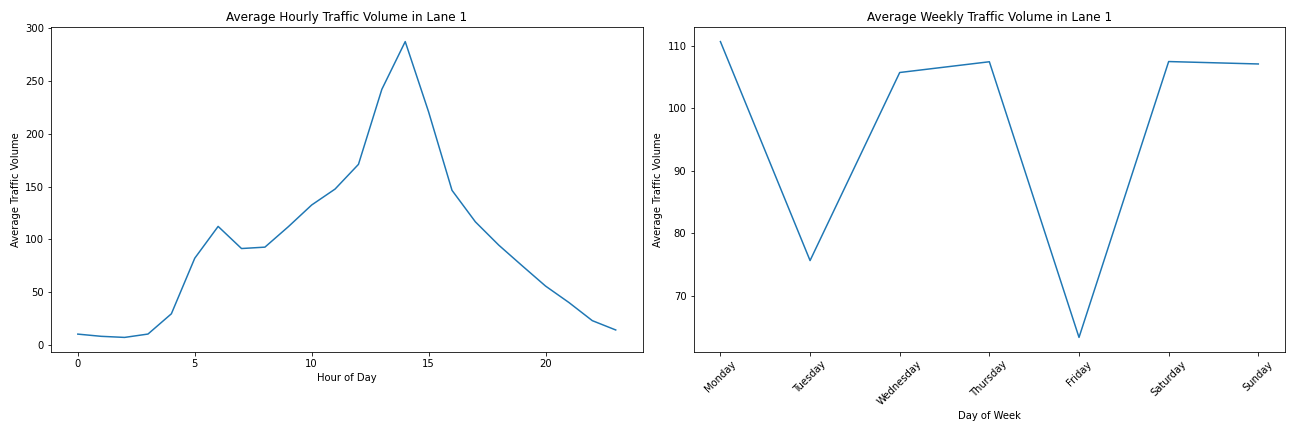 Average Hourly Traffic Volume in Lane 1
Average Traffic Volume
300
250
200
150
100
50
0
0
5
10
15
20
Hour of Day
Average Weekly Traffic Volume in Lane 1
Average Traffic Volume
110
100
90
80
70
Monday
Tuesday
Wednesday
Thursday
Friday
Saturday
Sunday
Day of Week